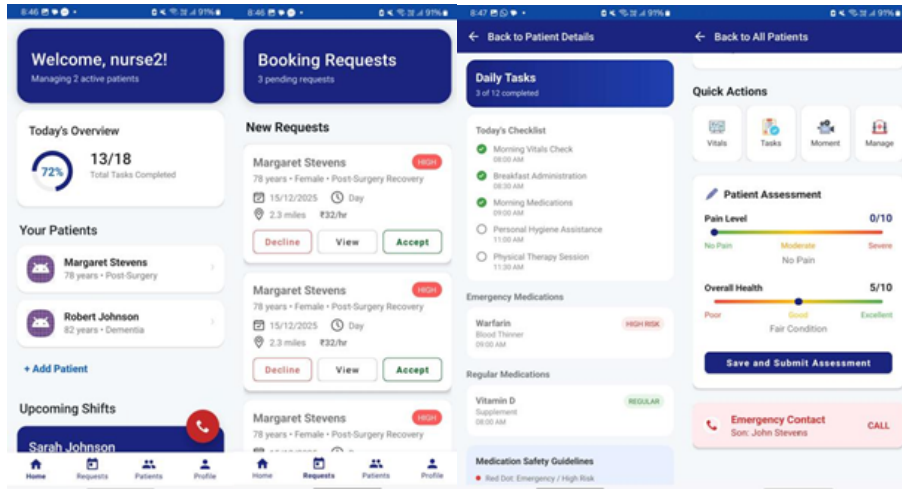 8:46
91%
Welcome, nurse2!
Managing 2 active patients
Today's Overview
72%
13/18
Total Tasks Completed
Your Patients
Margaret Stevens
78 years • Post-Surgery
Robert Johnson
82 years • Dementia
+ Add Patient
Upcoming Shifts
Sarah Johnson
Home Requests Patients Profile
8:46
91%
Booking Requests
3 pending requests
New Requests
Margaret Stevens HIGH
78 years • Female • Post-Surgery Recovery
15/12/2025 Day
2.3 miles ₹32/hr
Decline View Accept
Margaret Stevens HIGH
78 years • Female • Post-Surgery Recovery
15/12/2025 Day
2.3 miles ₹32/hr
Decline View Accept
Margaret Stevens HIGH
78 years • Female • Post-Surgery Recovery
Home Requests Patients Profile
8:47
91%
← Back to Patient Details
Daily Tasks
3 of 12 completed
Today's Checklist
Morning Vitals Check
08:00 AM
Breakfast Administration
08:30 AM
Morning Medications
09:00 AM
Personal Hygiene Assistance
11:00 AM
Physical Therapy Session
11:30 AM
Emergency Medications
Warfarin HIGH RISK
Blood Thinner
09:00 AM
Regular Medications
Vitamin D REGULAR
Supplement
08:00 AM
Medication Safety Guidelines
• Red Dot: Emergency / High Risk
91%
← Back to All Patients
Quick Actions
Vitals Tasks Moment Manage
Patient Assessment
Pain Level 0/10
No Pain Moderate Severe
No Pain
Overall Health 5/10
Poor Good Excellent
Fair Condition
Save and Submit Assessment
Emergency Contact
Son: John Stevens
CALL